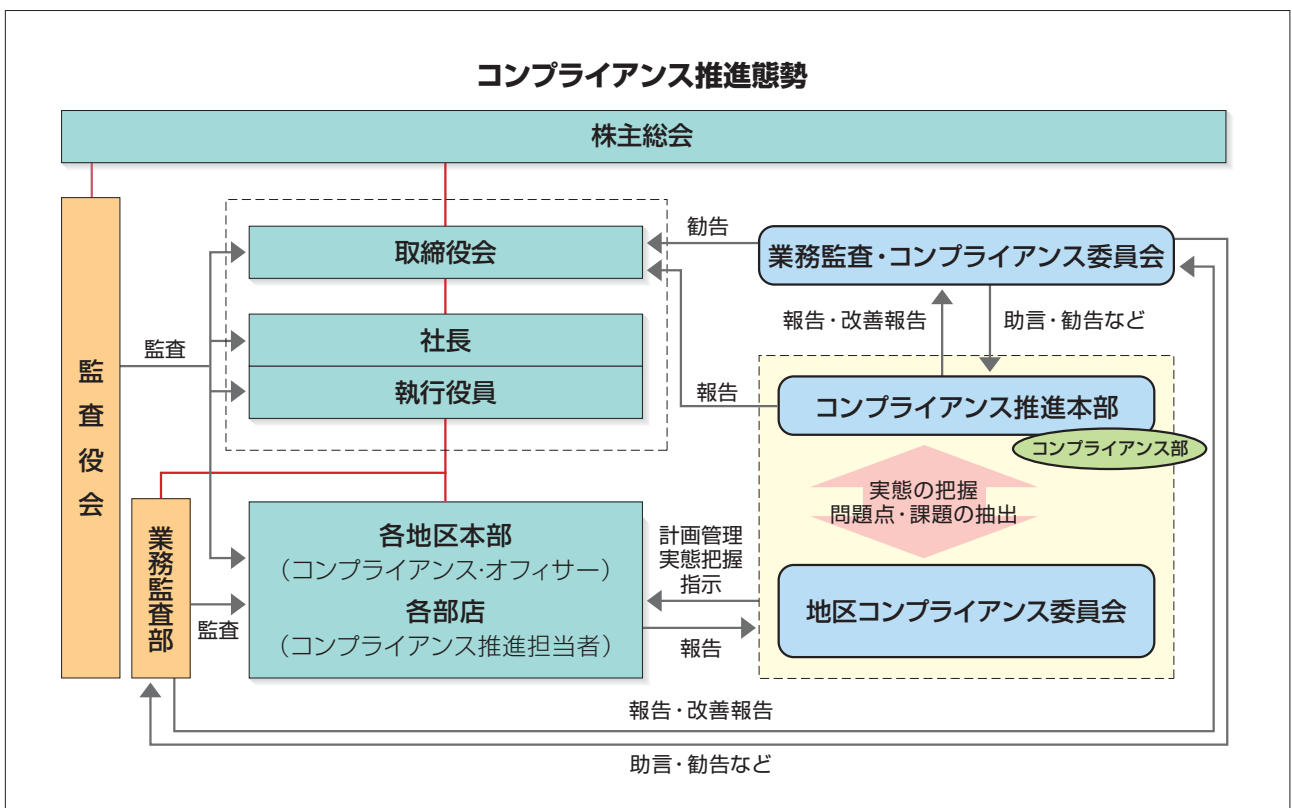 コンプライアンス推進態勢
株主総会
監査役会
監査
取締役会
社長
執行役員
勧告
業務監査・コンプライアンス委員会
報告・改善報告
助言・勧告など
報告
コンプライアンス推進本部
コンプライアンス部
実態の把握
問題点・課題の抽出
地区コンプライアンス委員会
業務監査部
監査
各地区本部
（コンプライアンス・オフィサー）
各部店
（コンプライアンス推進担当者）
計画管理
実態把握
指示
報告
報告・改善報告
助言・勧告など